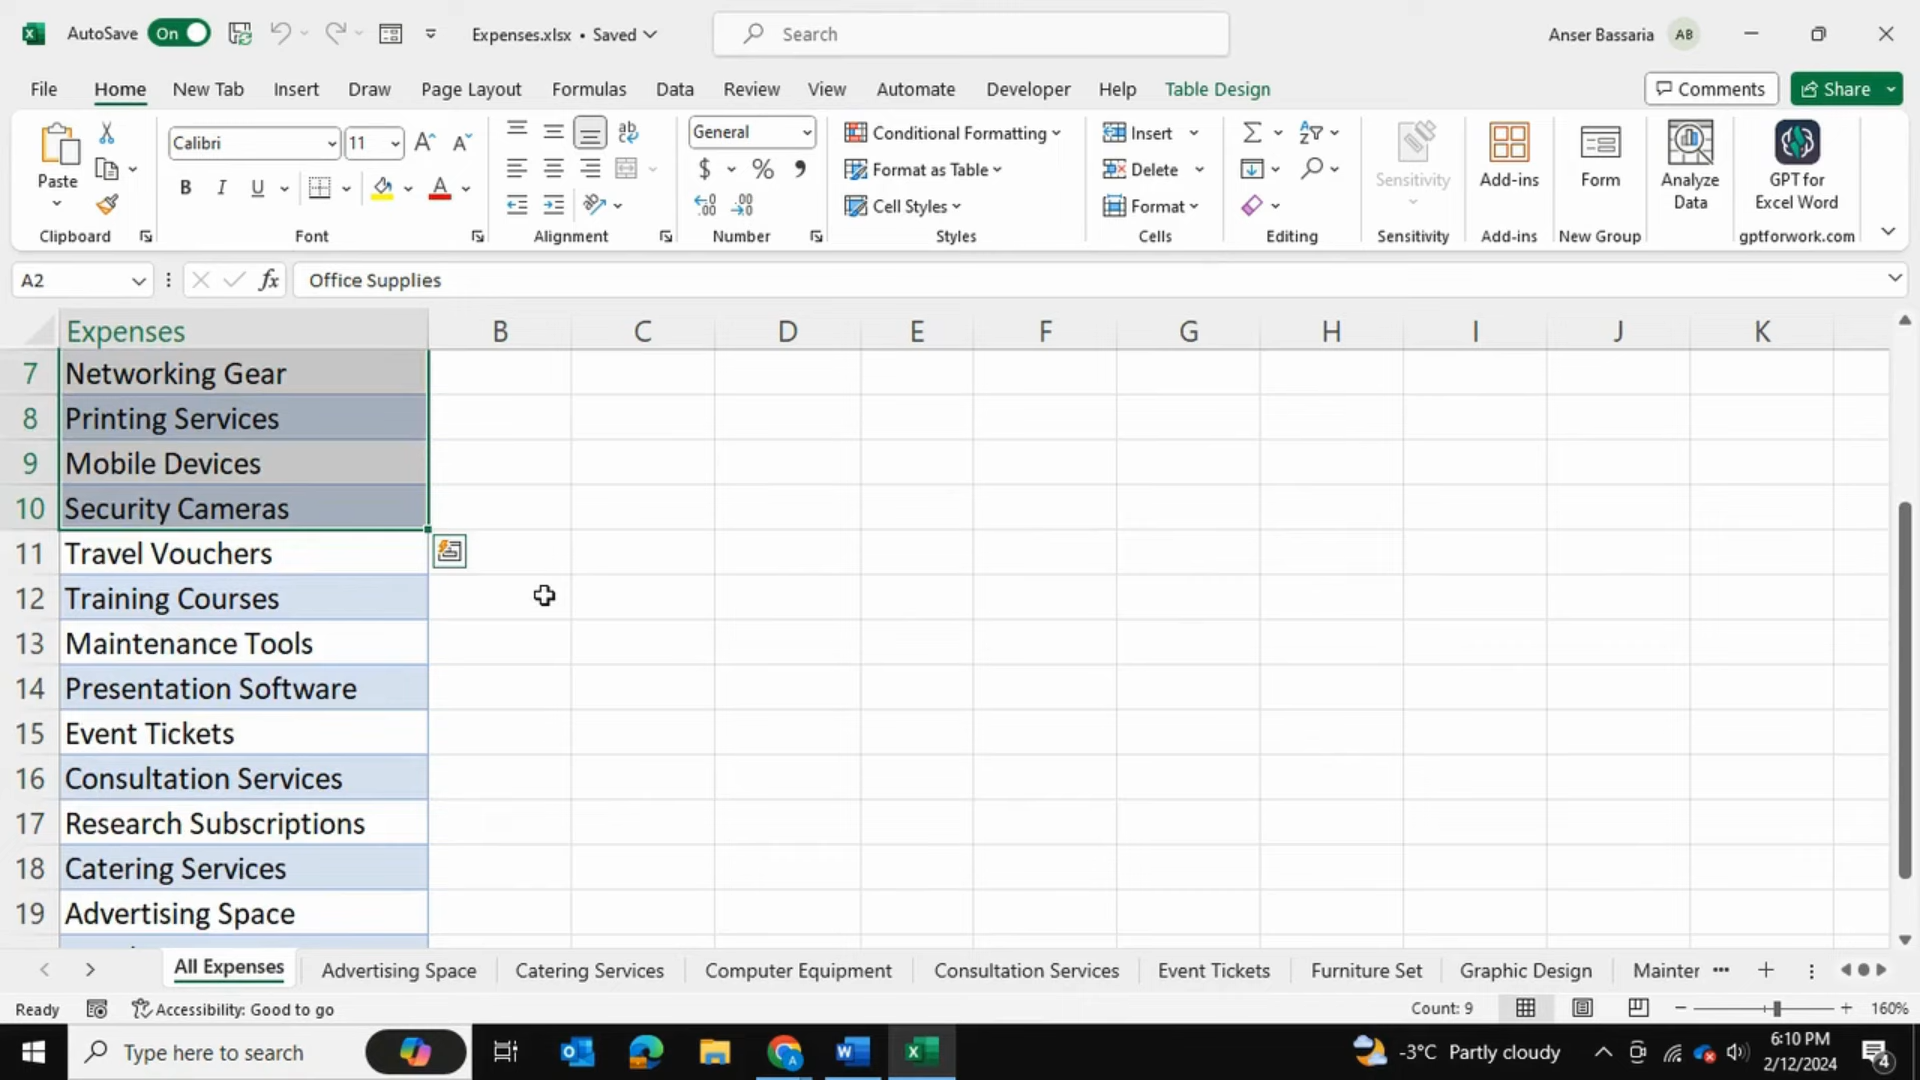 AutoSave On Expenses.xlsx • Saved Search Anser Bassaria AB
File Home New Tab Insert Draw Page Layout Formulas Data Review View Automate Developer Help Table Design Comments Share
Paste
Clipboard
Calibri 11
B I U A
Font
ab
Alignment
General
$ % ,
Number
Conditional Formatting
Format as Table
Cell Styles
Styles
Insert
Delete
Format
Cells
Editing
Sensitivity
Sensitivity
Add-ins
Add-ins
Form
New Group
Analyze
Data
GPT for
Excel Word
gptforwork.com
A2 fx Office Supplies
Expenses B C D E F G H I J K
7 Networking Gear
8 Printing Services
9 Mobile Devices
10 Security Cameras
11 Travel Vouchers
12 Training Courses
13 Maintenance Tools
14 Presentation Software
15 Event Tickets
16 Consultation Services
17 Research Subscriptions
18 Catering Services
19 Advertising Space
All Expenses Advertising Space Catering Services Computer Equipment Consultation Services Event Tickets Furniture Set Graphic Design Mainter ••• +
Ready Accessibility: Good to go Count: 9 − + 160%
Type here to search -3°C Partly cloudy 6:10 PM
2/12/2024 4